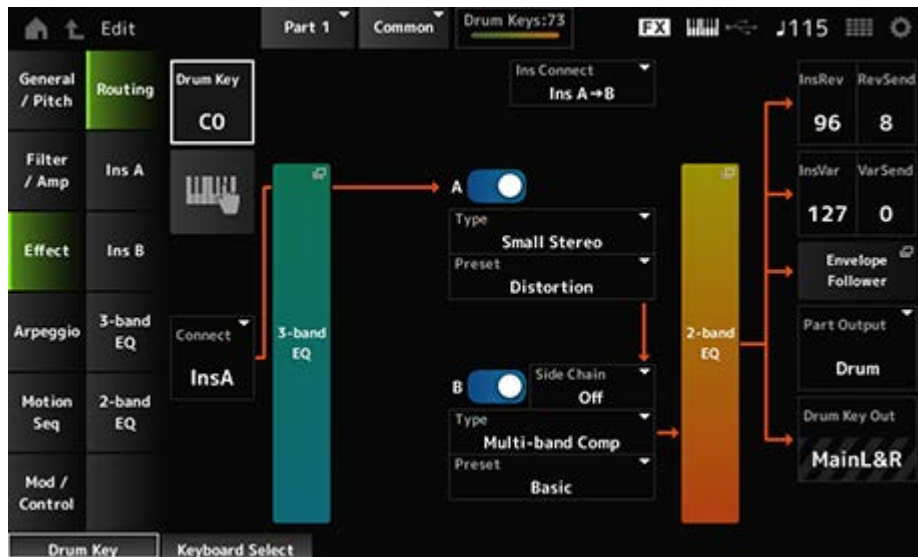 Edit
Part 1
Common
Drum Keys:73
FX
♩115
General
/ Pitch
Filter
/ Amp
Effect
Arpeggio
Motion
Seq
Mod /
Control
Routing
Ins A
Ins B
3-band
EQ
2-band
EQ
Drum Key
C0
Connect
InsA
3-band
EQ
Ins Connect
Ins A→B
A
Type
Small Stereo
Preset
Distortion
B
Side Chain
Off
Type
Multi-band Comp
Preset
Basic
2-band
EQ
InsRev
RevSend
96
8
InsVar
VarSend
127
0
Envelope
Follower
Part Output
Drum
Drum Key Out
MainL&R
Drum Key
Keyboard Select